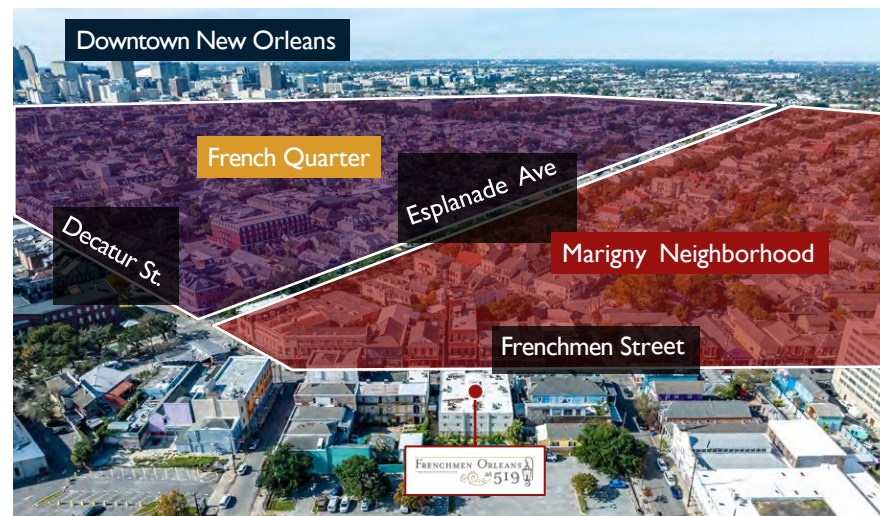 Downtown New Orleans
French Quarter
Esplanade Ave
Decatur St.
Marigny Neighborhood
Frenchmen Street
FRENCHMEN ORLEANS
at 519